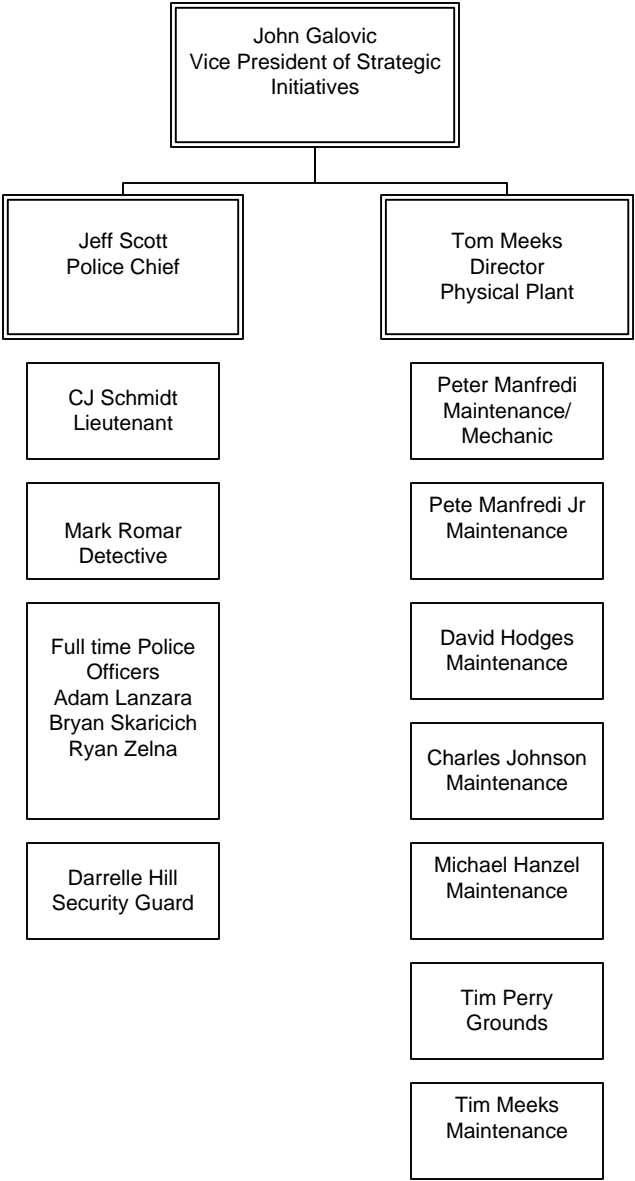 John Galovic
Vice President of Strategic
Initiatives
Jeff Scott
Police Chief
Tom Meeks
Director
Physical Plant
CJ Schmidt
Lieutenant
Peter Manfredi
Maintenance/
Mechanic
Mark Romar
Detective
Pete Manfredi Jr
Maintenance
Full time Police
Officers
Adam Lanzara
Bryan Skaricich
Ryan Zelna
David Hodges
Maintenance
Charles Johnson
Maintenance
Darrelle Hill
Security Guard
Michael Hanzel
Maintenance
Tim Perry
Grounds
Tim Meeks
Maintenance